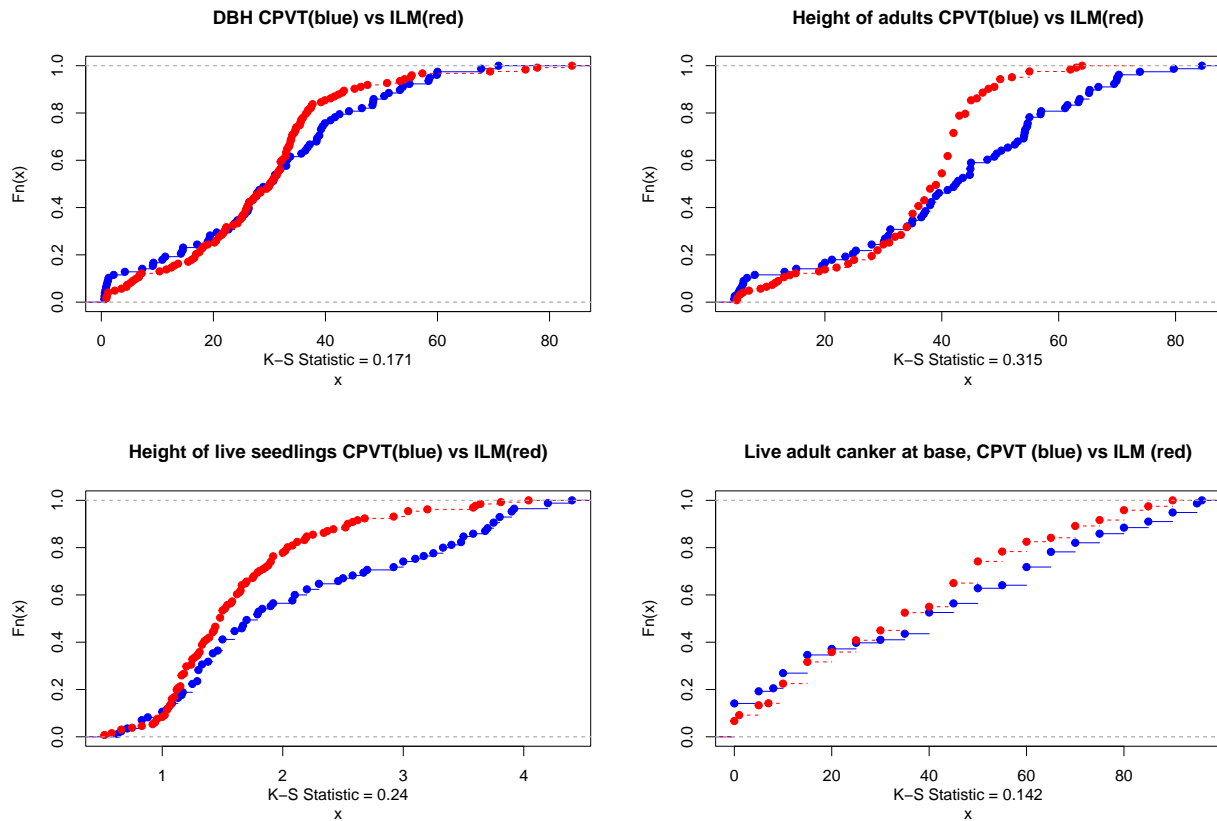 DBH CPVT(blue) vs ILM(red)
Fn(x)
0.0 0.2 0.4 0.6 0.8 1.0
0 20 40 60 80
K−S Statistic = 0.171
x
Height of adults CPVT(blue) vs ILM(red)
Fn(x)
0.0 0.2 0.4 0.6 0.8 1.0
20 40 60 80
K−S Statistic = 0.315
x
Height of live seedlings CPVT(blue) vs ILM(red)
Fn(x)
0.0 0.2 0.4 0.6 0.8 1.0
1 2 3 4
K−S Statistic = 0.24
x
Live adult canker at base, CPVT (blue) vs ILM (red)
Fn(x)
0.0 0.2 0.4 0.6 0.8 1.0
0 20 40 60 80
K−S Statistic = 0.142
x